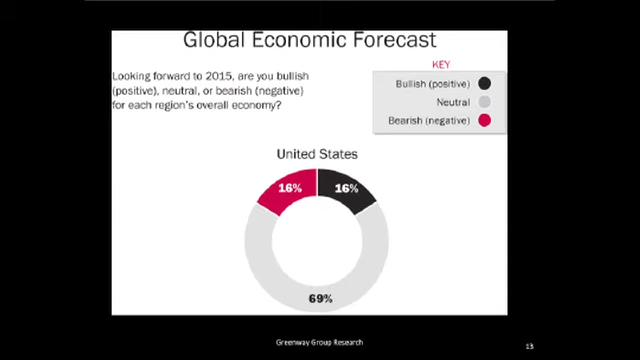 Global Economic Forecast
Looking forward to 2015, are you bullish
(positive), neutral, or bearish (negative)
for each region's overall economy?
KEY
Bullish (positive)
Neutral
Bearish (negative)
United States
16%
16%
69%
Greenway Group Research
13